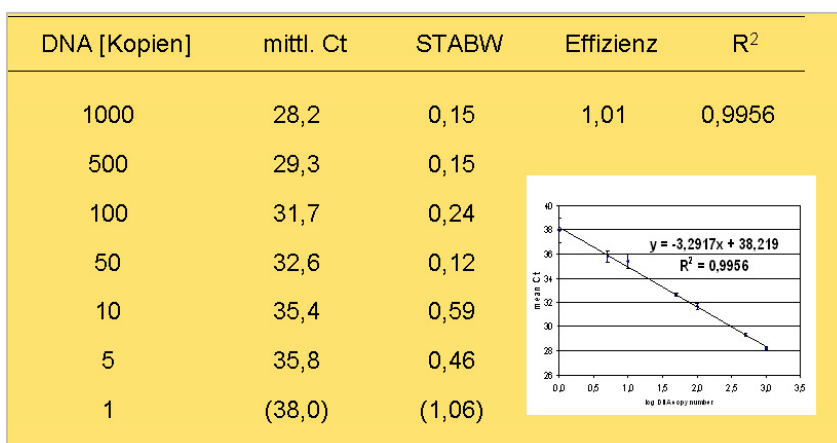 DNA [Kopien] mittl. Ct STABW Effizienz R²
1000 28,2 0,15 1,01 0,9956
500 29,3 0,15
100 31,7 0,24
50 32,6 0,12
10 35,4 0,59
5 35,8 0,46
1 (38,0) (1,06)
40
38
36
34
32
30
28
26
mean Ct
y = -3,2917x + 38,219
R² = 0,9956
0,0 0,5 1,0 1,5 2,0 2,5 3,0 3,5
log DNA copy number